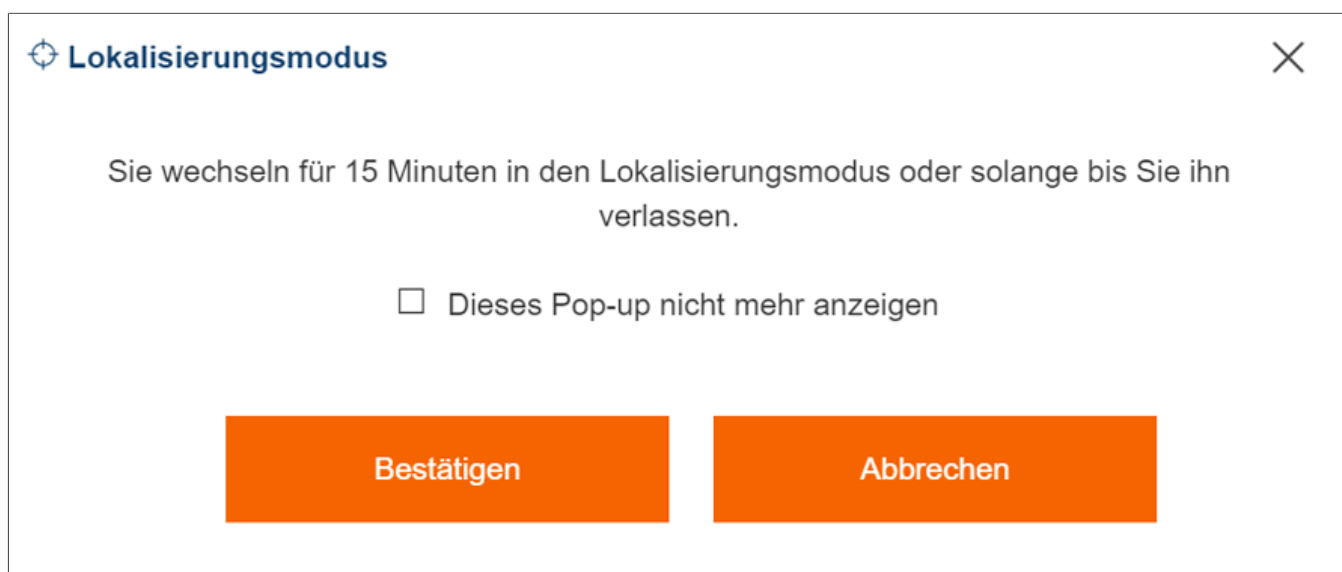 Lokalisierungsmodus
Sie wechseln für 15 Minuten in den Lokalisierungsmodus oder solange bis Sie ihn
verlassen.
Dieses Pop-up nicht mehr anzeigen
Bestätigen
Abbrechen